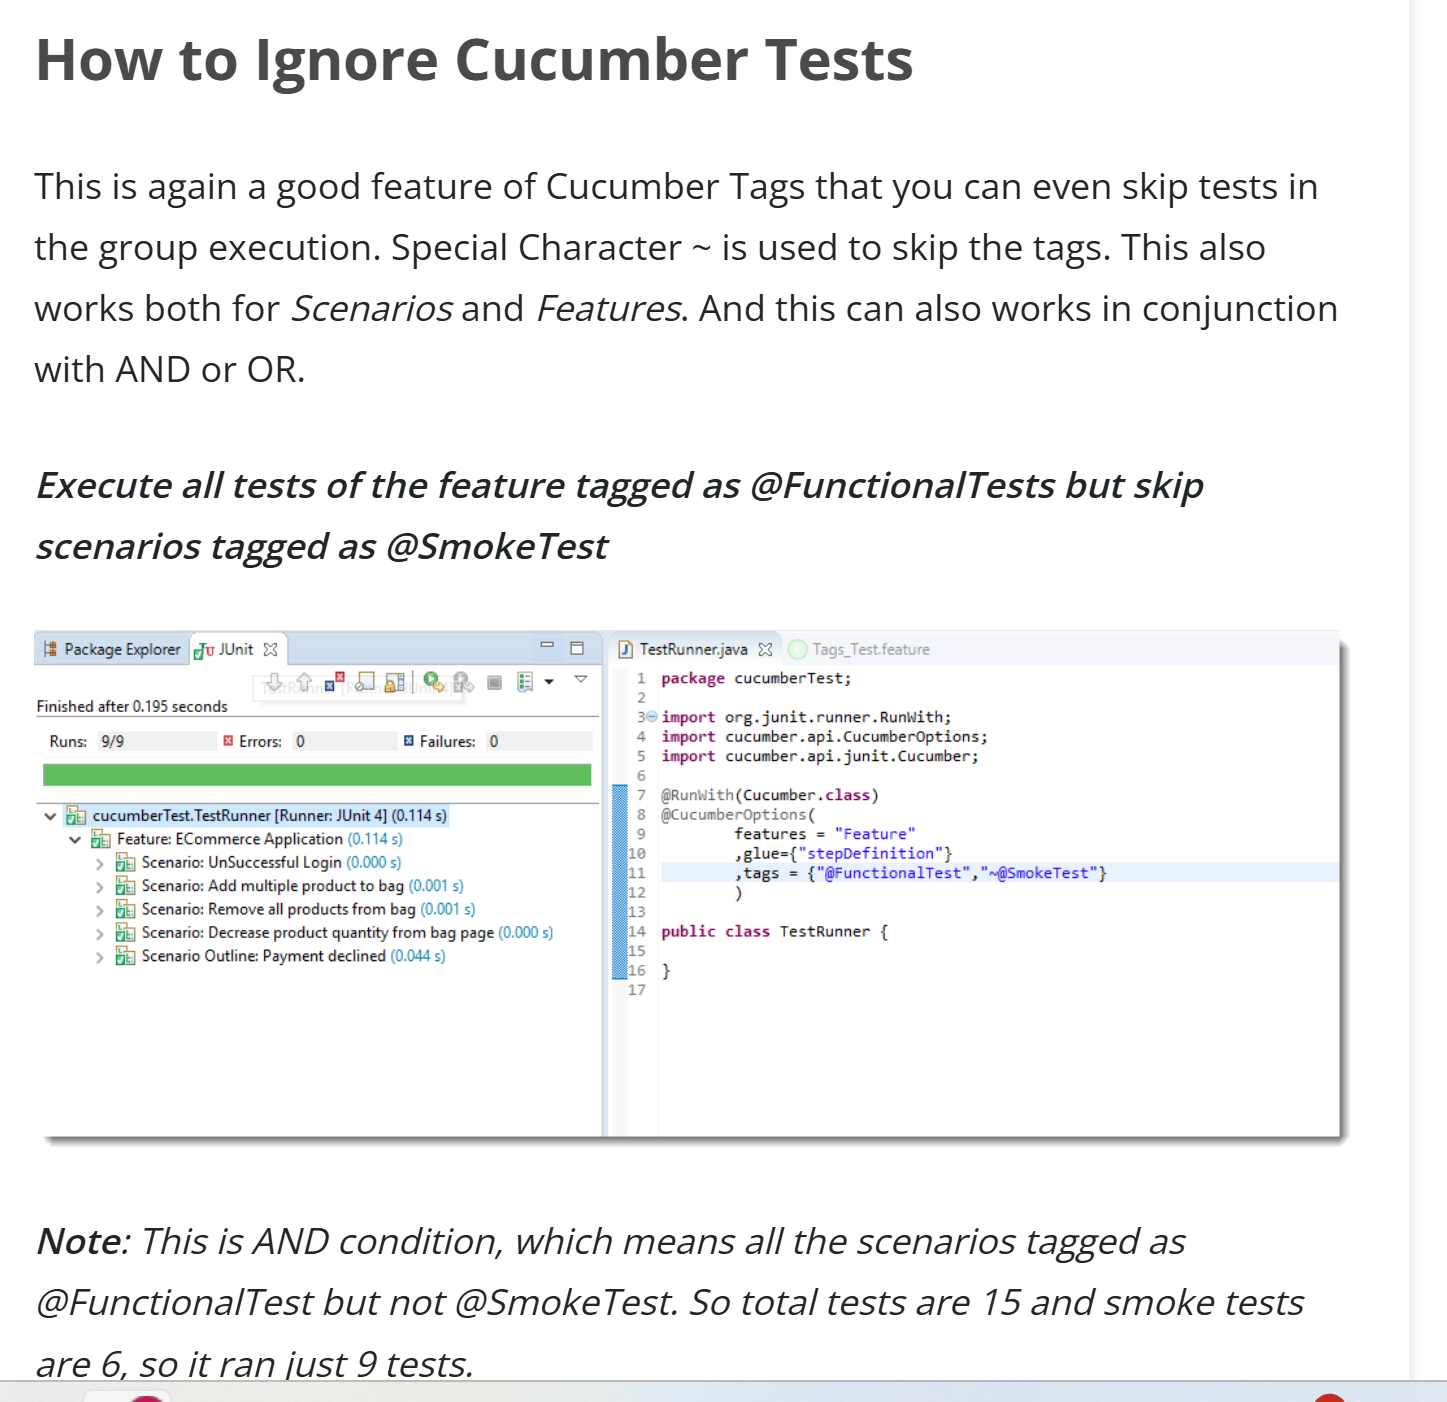 How to Ignore Cucumber Tests
This is again a good feature of Cucumber Tags that you can even skip tests in
the group execution. Special Character ~ is used to skip the tags. This also
works both for Scenarios and Features. And this can also works in conjunction
with AND or OR.
Execute all tests of the feature tagged as @FunctionalTests but skip
scenarios tagged as @SmokeTest
Package Explorer JUnit
Finished after 0.195 seconds
Runs: 9/9 Errors: 0 Failures: 0
cucumberTest.TestRunner [Runner: JUnit 4] (0.114 s)
Feature: ECommerce Application (0.114 s)
Scenario: UnSuccessful Login (0.000 s)
Scenario: Add multiple product to bag (0.001 s)
Scenario: Remove all products from bag (0.001 s)
Scenario: Decrease product quantity from bag page (0.000 s)
Scenario Outline: Payment declined (0.044 s)
TestRunner.java Tags_Test.feature
1 package cucumberTest;
2
3 import org.junit.runner.RunWith;
4 import cucumber.api.CucumberOptions;
5 import cucumber.api.junit.Cucumber;
6
7 @RunWith(Cucumber.class)
8 @CucumberOptions(
9 features = "Feature"
10 ,glue={"stepDefinition"}
11 ,tags = {"@FunctionalTest","~@SmokeTest"}
12 )
13
14 public class TestRunner {
15
16 }
17
Note: This is AND condition, which means all the scenarios tagged as
@FunctionalTest but not @SmokeTest. So total tests are 15 and smoke tests
are 6, so it ran just 9 tests.